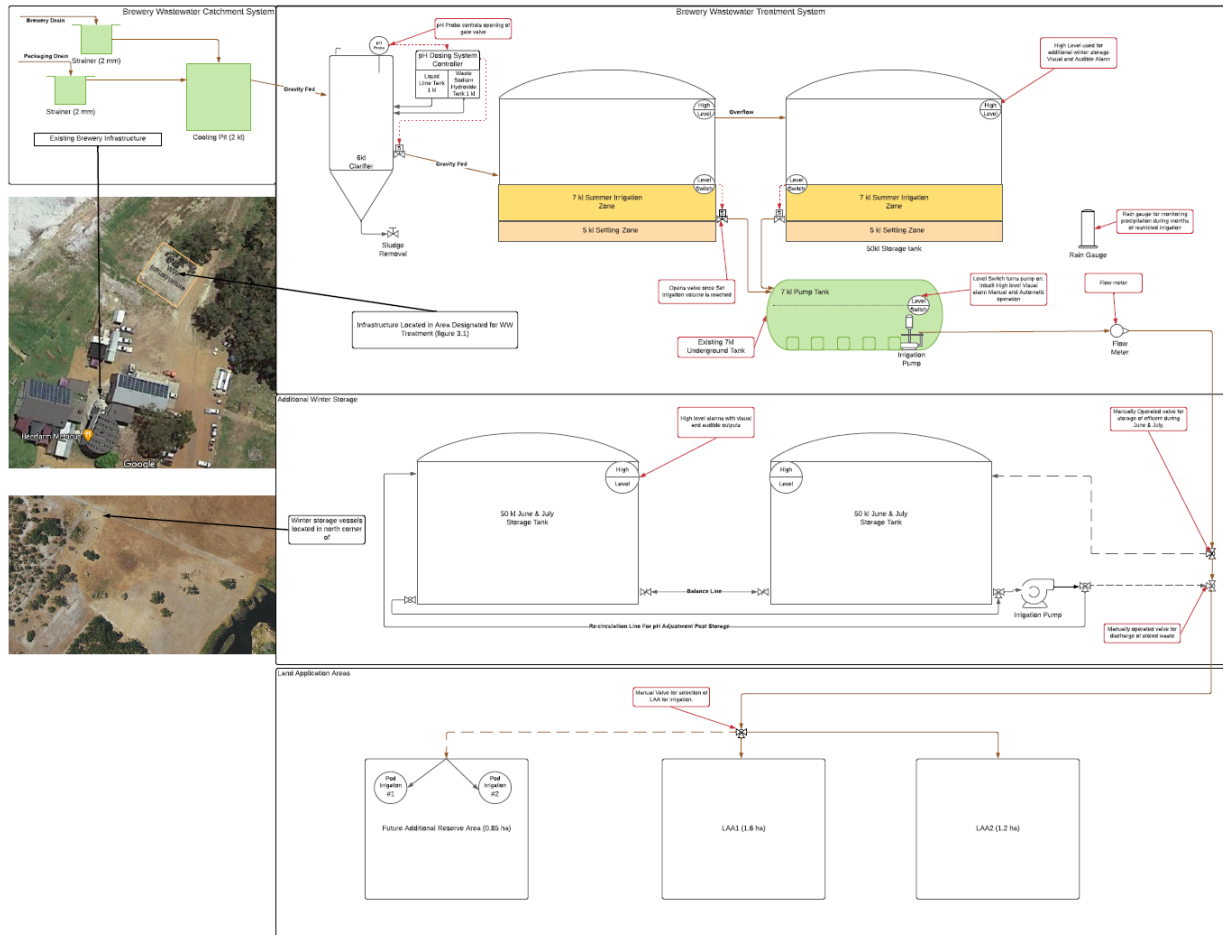 Brewery Wastewater Catchment System
Brewery Drain
Strainer (2 mm)
Packaging Drain
Strainer (2 mm)
Cooling Pit (2 kl)
Gravity Fed
Existing Brewery Infrastructure
WW
Infrastructure
Beerfarm Metricup
Google
Infrastructure Located in Area Designated for WW
Treatment (figure 3.1)
Winter storage vessels
located in north corner
of
Brewery Wastewater Treatment System
pH Probe controls opening of
gate valve
pH
Probe
pH Dosing System
Controller
Liquid
Lime Tank
1 kl
Waste
Sodium
Hydroxide
Tank 1 kl
6kl
Clarifier
S
Gravity Fed
Sludge
Removal
High
Level
Overflow
Level
Switch
7 kl Summer Irrigation
Zone
5 kl Settling Zone
S
High Level used for
additional winter storage
Visual and Audible Alarm
High
Level
Level
Switch
S
7 kl Summer Irrigation
Zone
5 kl Settling Zone
50kl Storage tank
Rain gauge for monitoring
precipitation during months
of restricted irrigation
Rain Gauge
Opens valve once Set
irrigation volume is reached
Level Switch turns pump on.
Inbuilt High level Visual
alarm Manual and Automatic
operation
7 kl Pump Tank
Level
Switch
Irrigation
Pump
Existing 7kl
Underground Tank
Flow meter
Flow
Meter
Additional Winter Storage
High level alarms with visual
and audible outputs
Manually Operated valve for
storage of effluent during
June & July.
High
Level
50 kl June & July
Storage Tank
High
Level
50 kl June & July
Storage Tank
Balance Line
Irrigation Pump
Re-circulation Line For pH Adjustment Post Storage
Manually operated valve for
discharge of stored waste
Land Application Areas
Manual Valve for selection of
LAA for irrigation.
Pod
Irrigation
#1
Pod
Irrigation
#2
Future Additional Reserve Area (0.85 ha)
LAA1 (1.6 ha)
LAA2 (1.2 ha)